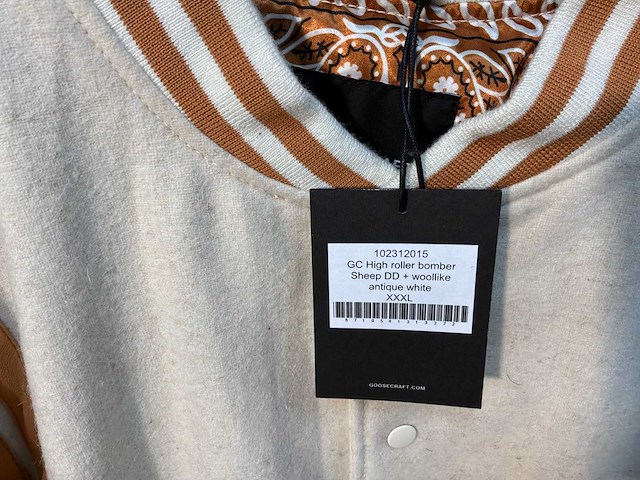 102312015
GC High roller bomber
Sheep DD + woollike
antique white
XXXL
GOOSECRAFT.COM